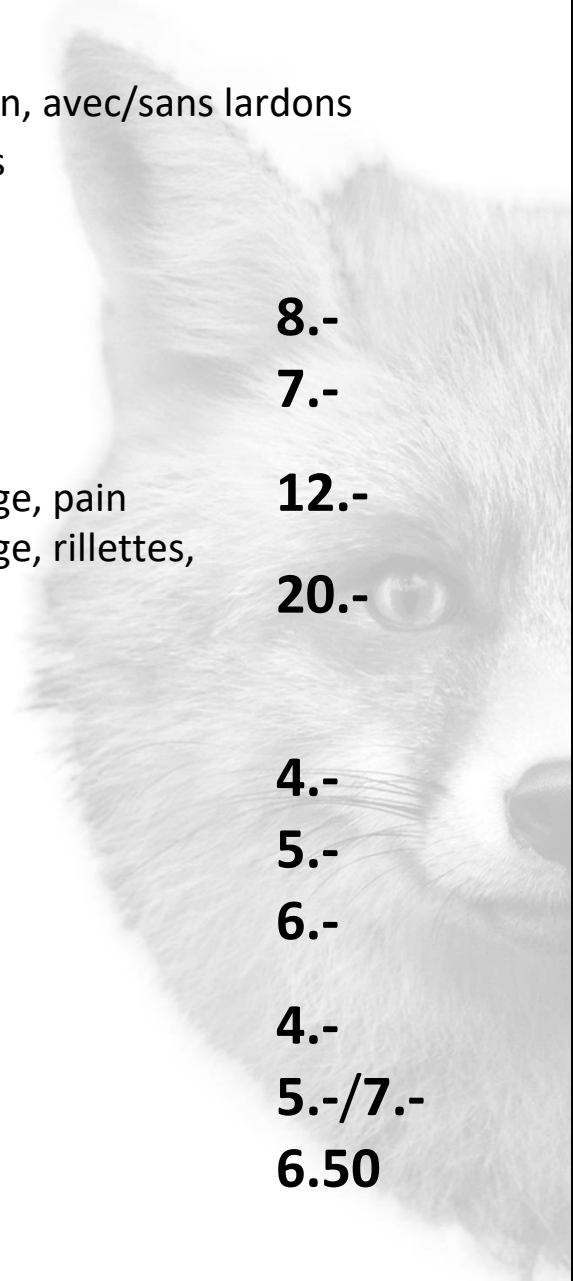 n, avec/sans lardons
s
8.-
7.-
ge, pain 12.-
ge, rillettes,
20.-
4.-
5.-
6.-
4.-
5.-/7.-
6.50